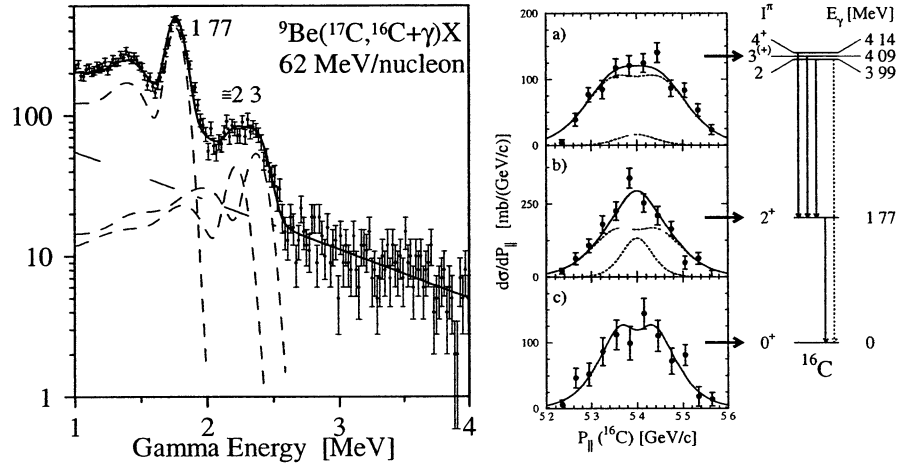 ⁹Be(¹⁷C,¹⁶C+γ)X
62 MeV/nucleon
1 77
≅2 3
100
10
1
1 2 3 4
Gamma Energy [MeV]
a)
b)
c)
200
100
0
250
0
100
0
dσ/dP∥ [mb/(GeV/c)]
5 2 5 3 5 4 5 5 5 6
P∥(¹⁶C) [GeV/c]
I^π E_γ [MeV]
4⁺ 4 14
3⁽⁺⁾ 4 09
2 3 99
2⁺ 1 77
0⁺ 0
¹⁶C